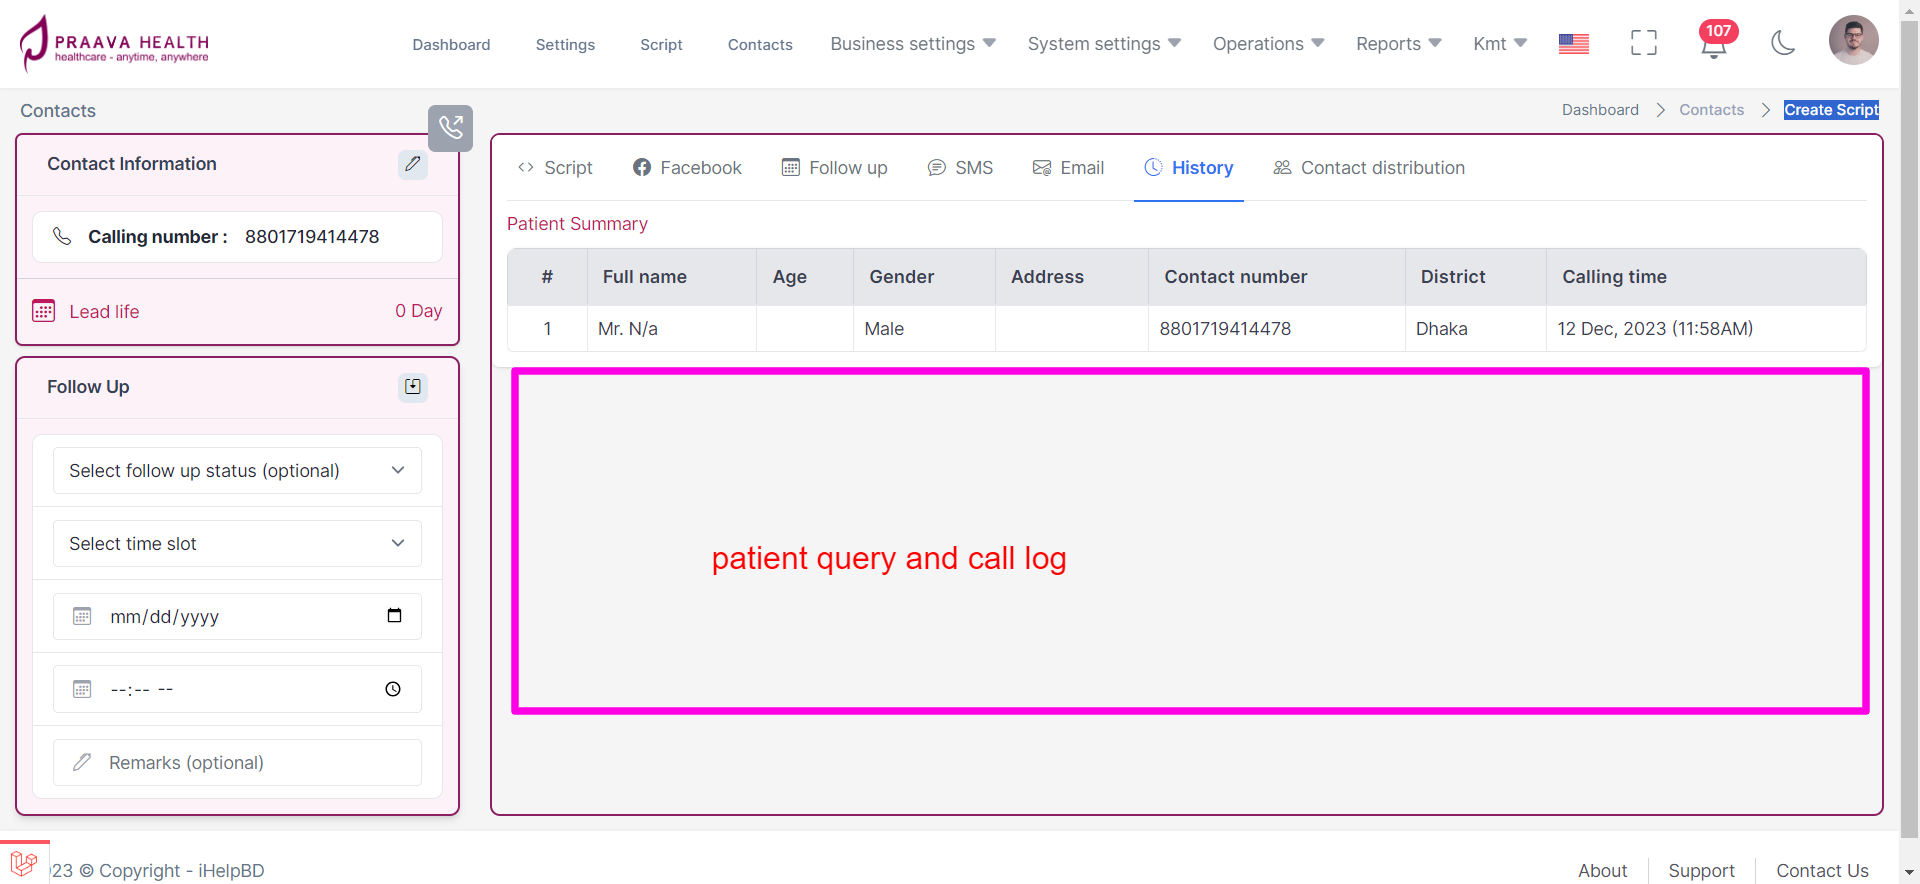 PRAAVA HEALTH
healthcare - anytime, anywhere
Dashboard
Settings
Script
Contacts
Business settings
System settings
Operations
Reports
Kmt
107
Contacts
Dashboard
Contacts
Create Script
Contact Information
Calling number :
8801719414478
Lead life
0 Day
Follow Up
Select follow up status (optional)
Select time slot
mm/dd/yyyy
--:-- --
Remarks (optional)
Script
Facebook
Follow up
SMS
Email
History
Contact distribution
Patient Summary
# Full name Age Gender Address Contact number District Calling time
1 Mr. N/a Male 8801719414478 Dhaka 12 Dec, 2023 (11:58AM)
patient query and call log
23 © Copyright - iHelpBD
About
Support
Contact Us